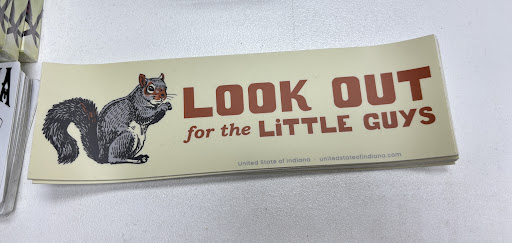 LOOK OUT
for the LITTLE GUYS
United State of Indiana · unitedstateofindiana.com